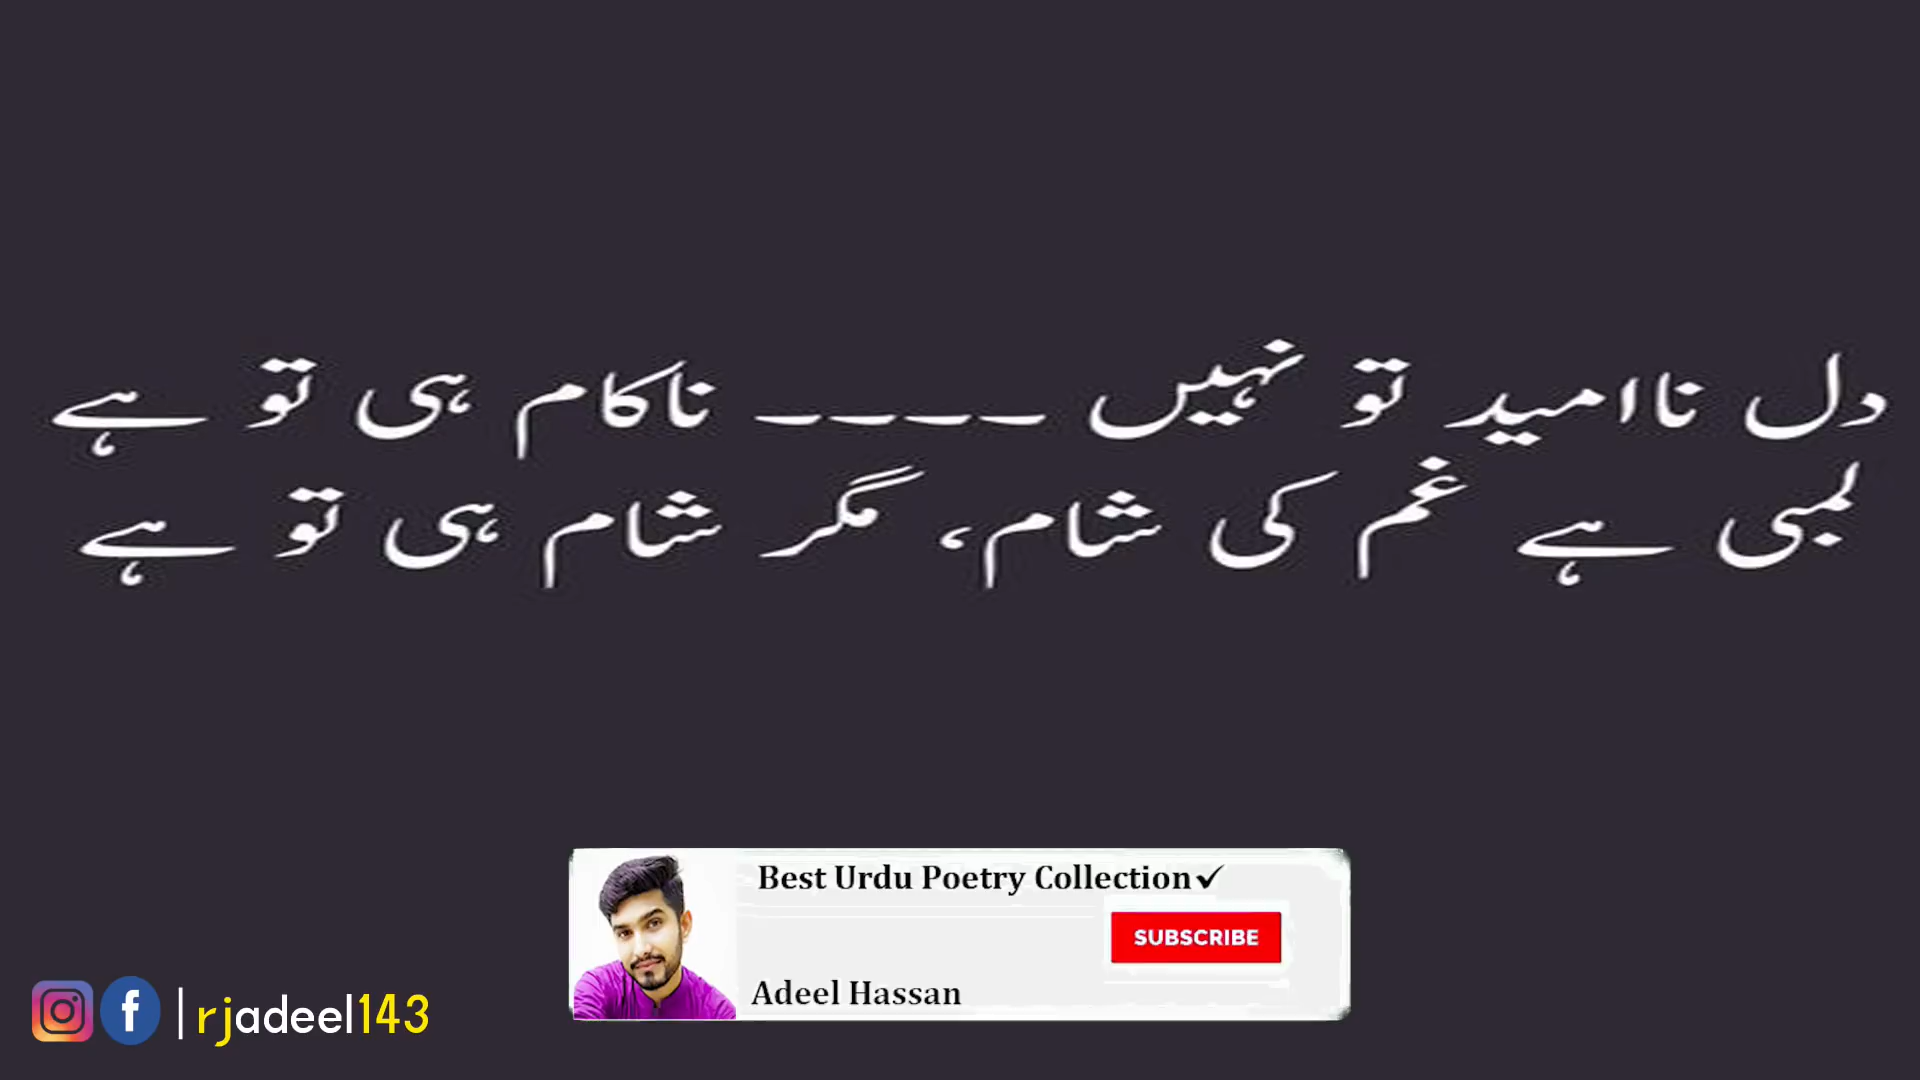 دل ناامید تو نہیں ۔۔۔۔ ناکام ہی تو ہے
لمبی ہے غم کی شام، مگر شام ہی تو ہے
Best Urdu Poetry Collection✓
SUBSCRIBE
Adeel Hassan
rjadeel143